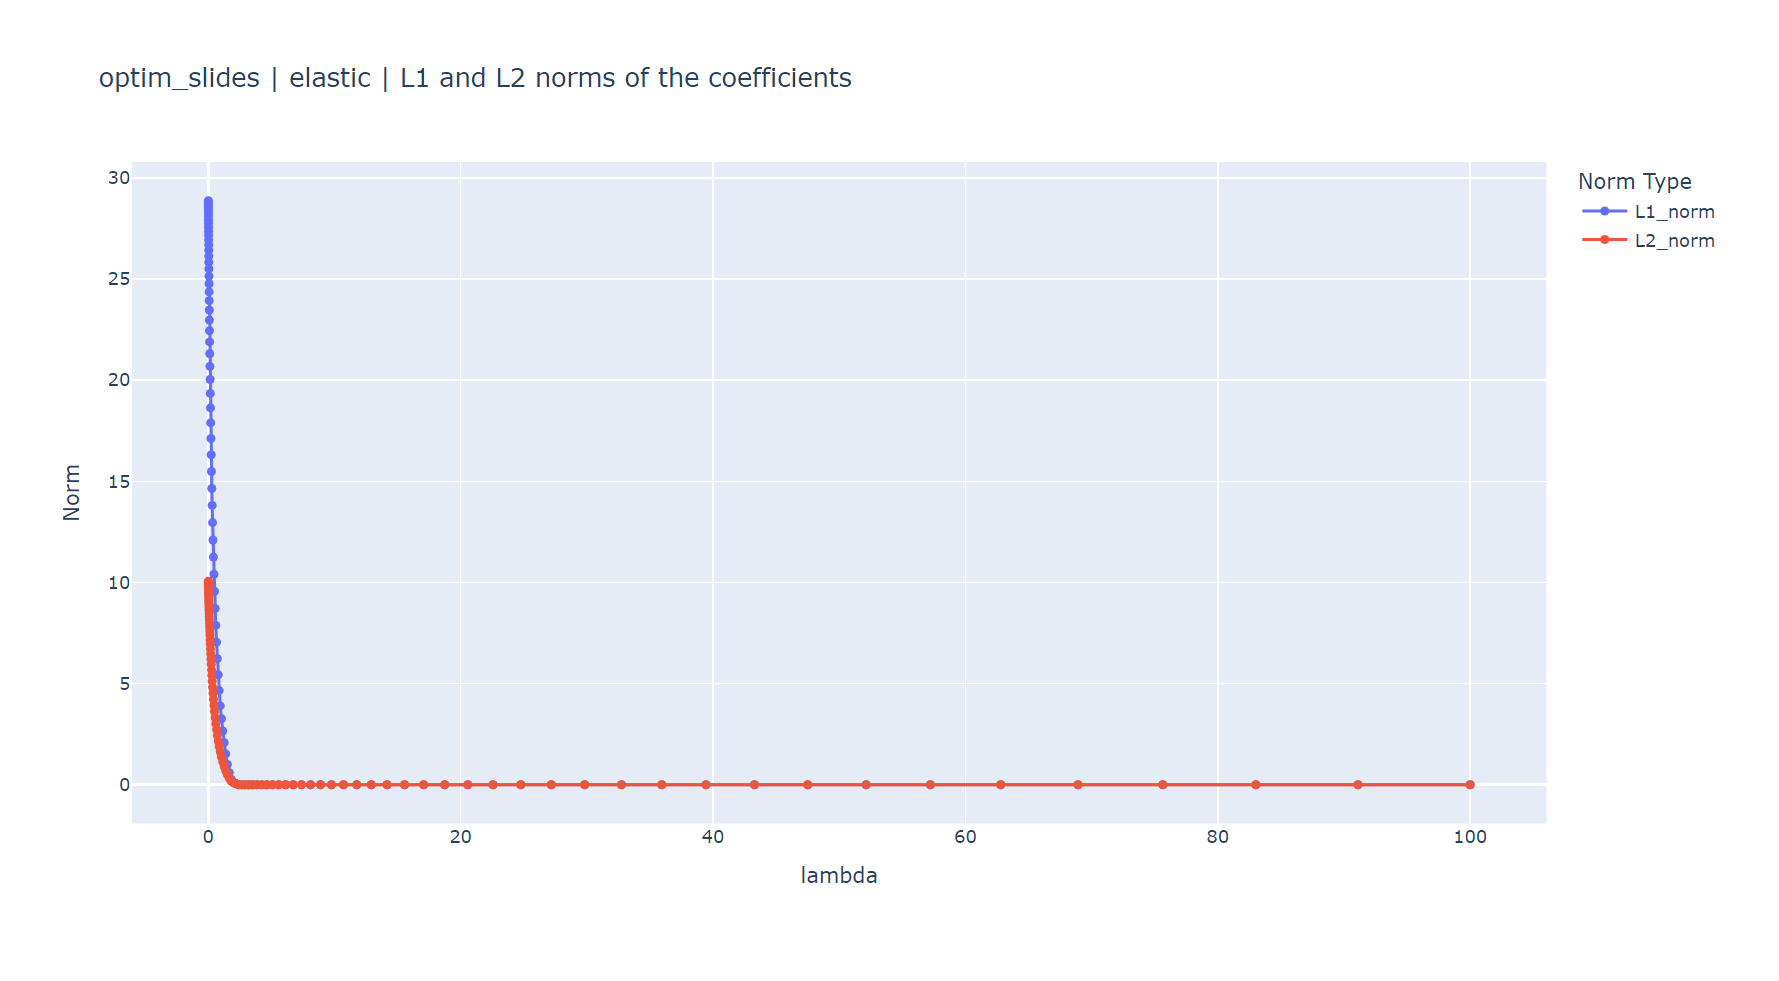 optim_slides | elastic | L1 and L2 norms of the coefficients
Norm Type
L1_norm
L2_norm
Norm
30
25
20
15
10
5
0
0 20 40 60 80 100
lambda